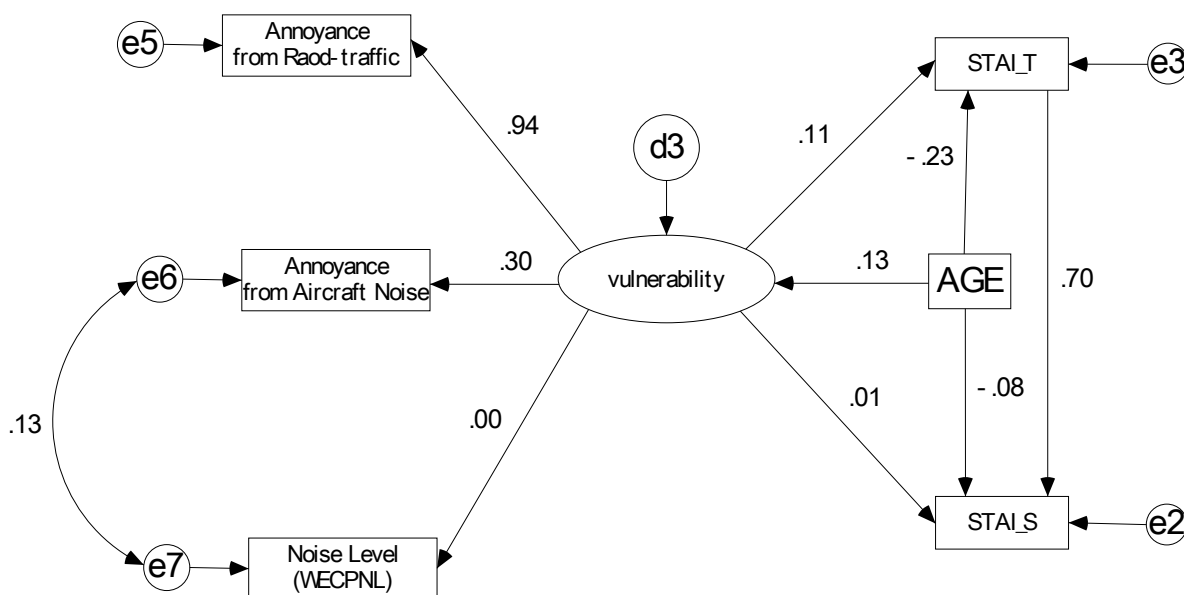 e5
Annoyance
from Raod-traffic
STAI_T
e3
.94
d3
.11
- .23
e6
Annoyance
from Aircraft Noise
.30
vulnerability
.13
AGE
.70
.13
.00
.01
- .08
e7
Noise Level
(WECPNL)
STAI_S
e2